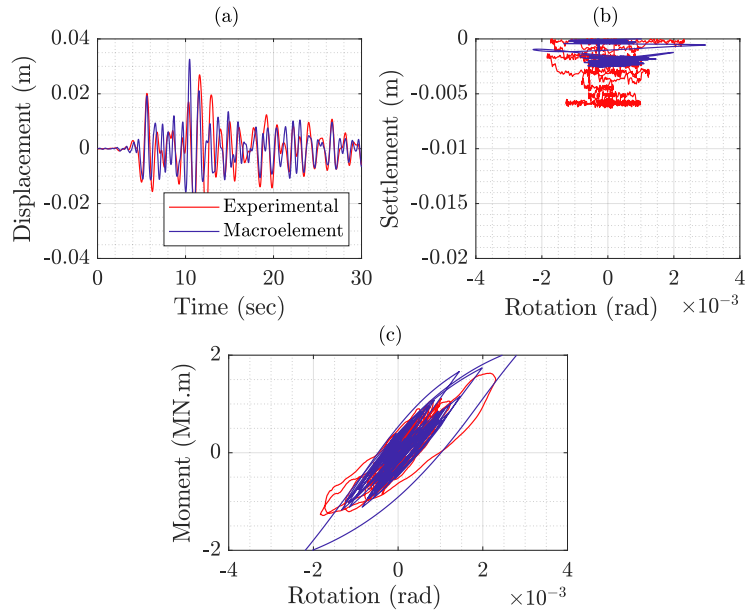 (a)
Displacement (m)
0.04
0.02
0
-0.02
-0.04
0
10
20
30
Time (sec)
Experimental
Macroelement
(b)
Settlement (m)
0
-0.005
-0.01
-0.015
-0.02
-4
-2
0
2
4
Rotation (rad)
×10⁻³
(c)
Moment (MN.m)
2
0
-2
-4
-2
0
2
4
Rotation (rad)
×10⁻³